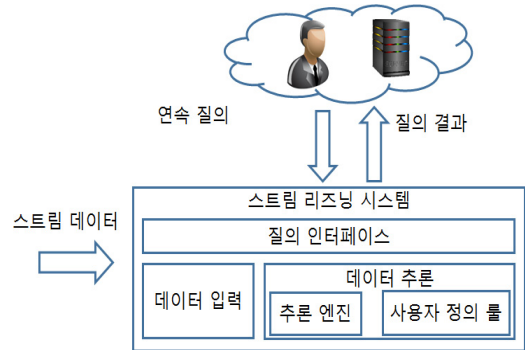 연속 질의
질의 결과
스트림 데이터
스트림 리즈닝 시스템
질의 인터페이스
데이터 입력
데이터 추론
추론 엔진
사용자 정의 룰